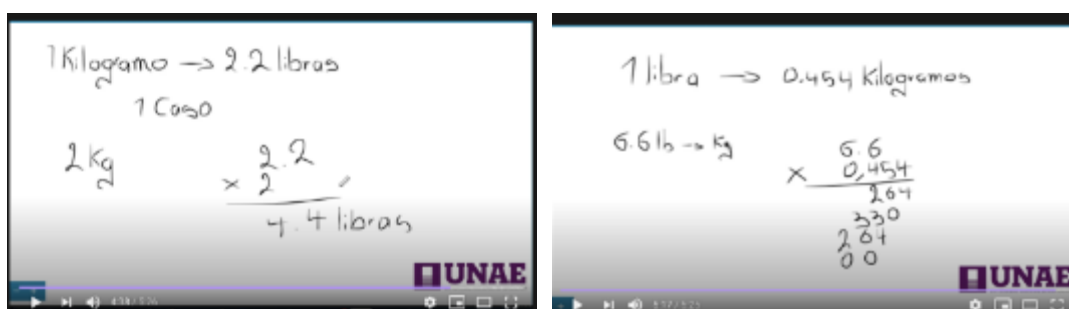 1 Kilogramo → 2.2 libras
1 Caso
2 Kg
2.2
× 2
4.4 libras
UNAE
1 libra → 0.454 Kilogramos
6.6 lb → Kg
6.6
× 0,454
264
330
264
00
UNAE